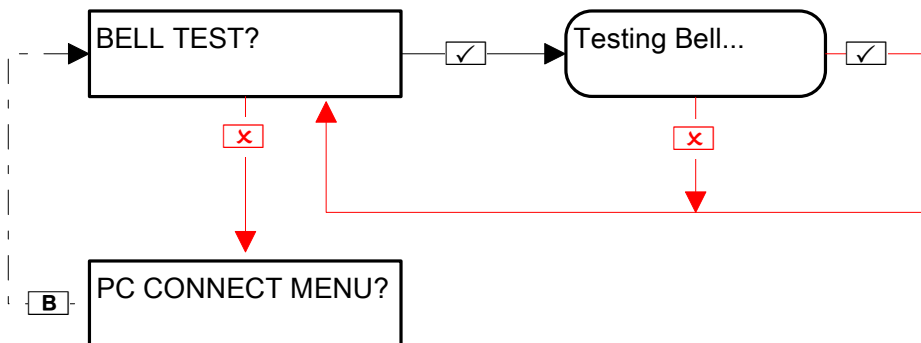 BELL TEST?
✓
Testing Bell...
✓
x
x
PC CONNECT MENU?
B